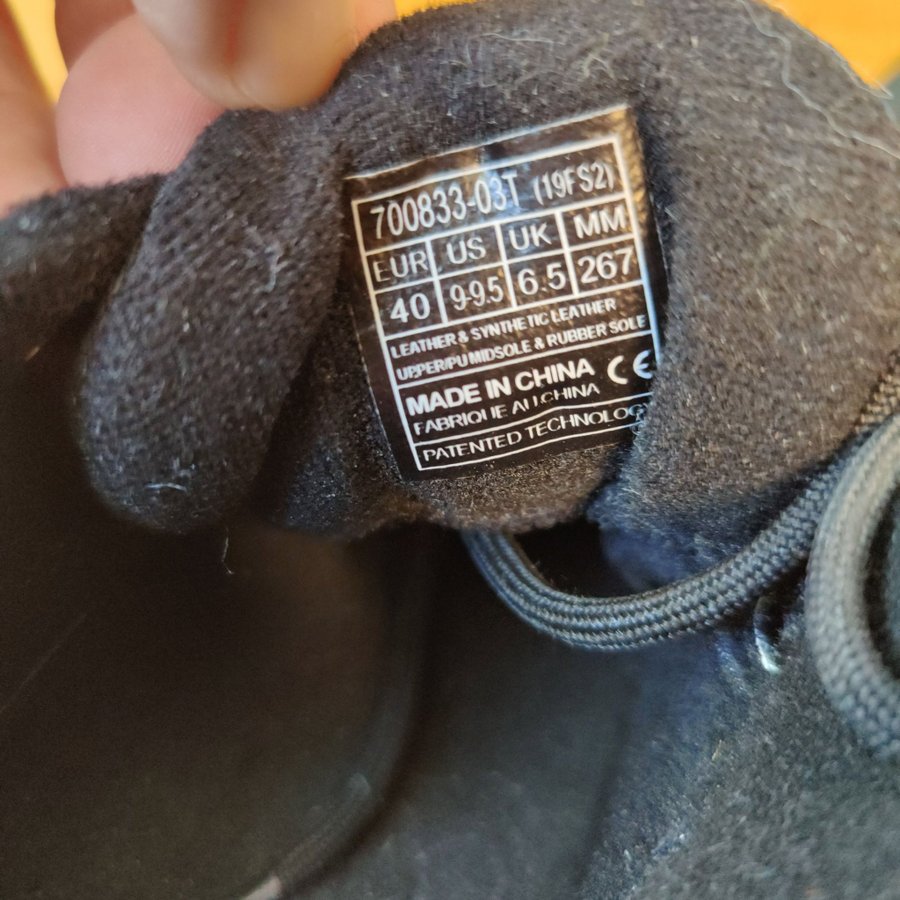 700833-03T (19FS2)
EUR US UK MM
40 9-9.5 6.5 267
LEATHER & SYNTHETIC LEATHER
UPPER/PU MIDSOLE & RUBBER SOLE
MADE IN CHINA CE
FABRIQUE AU CHINA
PATENTED TECHNOLOGY